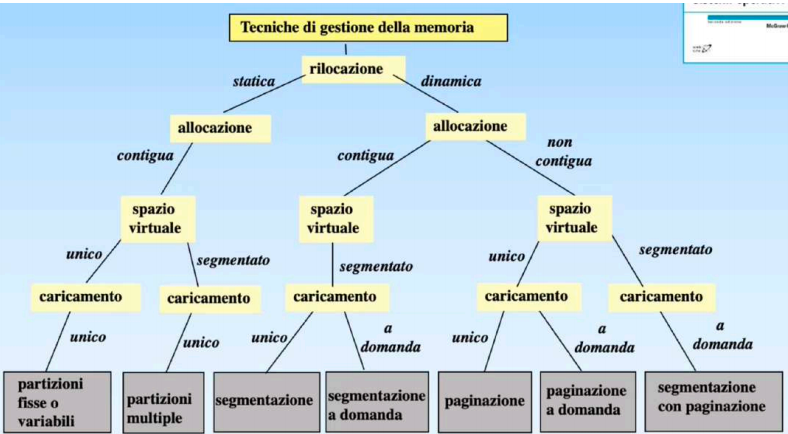 Tecniche di gestione della memoria
McGraw-H
rilocazione
statica
dinamica
allocazione
allocazione
contigua
contigua
non
contigua
spazio
virtuale
spazio
virtuale
spazio
virtuale
unico
segmentato
segmentato
unico
segmentato
caricamento
caricamento
caricamento
caricamento
caricamento
unico
unico
unico
a
domanda
unico
a
domanda
a
domanda
partizioni
fisse o
variabili
partizioni
multiple
segmentazione
segmentazione
a domanda
paginazione
paginazione
a domanda
segmentazione
con paginazione